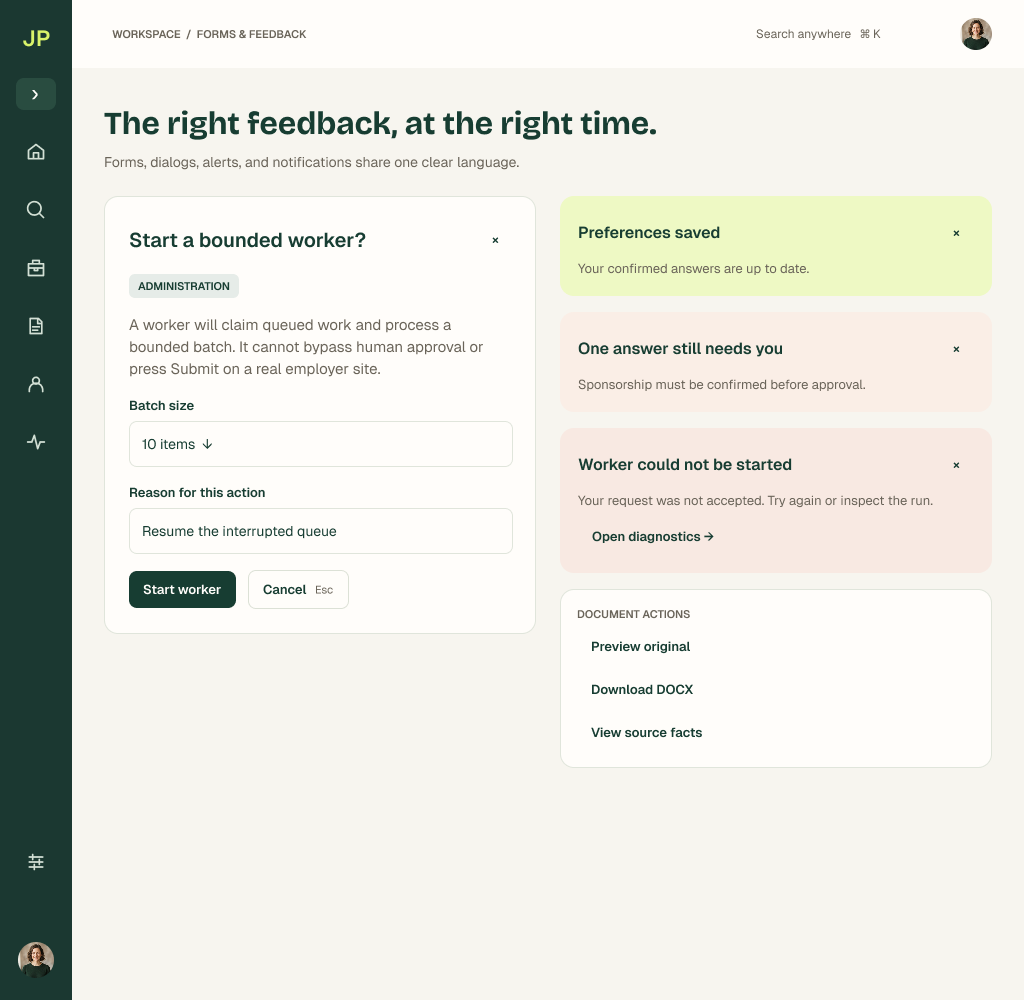 JP
WORKSPACE / FORMS & FEEDBACK
Search anywhere ⌘ K
The right feedback, at the right time.
Forms, dialogs, alerts, and notifications share one clear language.
Start a bounded worker?
ADMINISTRATION
A worker will claim queued work and process a
bounded batch. It cannot bypass human approval or
press Submit on a real employer site.
Batch size
10 items ↓
Reason for this action
Resume the interrupted queue
Start worker
Cancel Esc
Preferences saved
Your confirmed answers are up to date.
One answer still needs you
Sponsorship must be confirmed before approval.
Worker could not be started
Your request was not accepted. Try again or inspect the run.
Open diagnostics →
DOCUMENT ACTIONS
Preview original
Download DOCX
View source facts